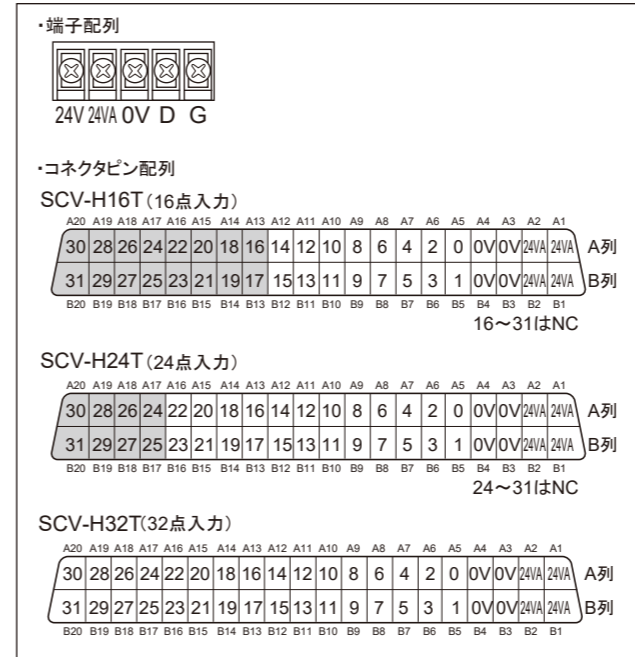 ・端子配列
24V 24VA 0V D G
・コネクタピン配列
SCV-H16T(16点入力)
A20 A19 A18 A17 A16 A15 A14 A13 A12 A11 A10 A9 A8 A7 A6 A5 A4 A3 A2 A1
30 28 26 24 22 20 18 16 14 12 10 8 6 4 2 0 0V 0V 24VA 24VA A列
31 29 27 25 23 21 19 17 15 13 11 9 7 5 3 1 0V 0V 24VA 24VA B列
B20 B19 B18 B17 B16 B15 B14 B13 B12 B11 B10 B9 B8 B7 B6 B5 B4 B3 B2 B1
16～31はNC
SCV-H24T(24点入力)
A20 A19 A18 A17 A16 A15 A14 A13 A12 A11 A10 A9 A8 A7 A6 A5 A4 A3 A2 A1
30 28 26 24 22 20 18 16 14 12 10 8 6 4 2 0 0V 0V 24VA 24VA A列
31 29 27 25 23 21 19 17 15 13 11 9 7 5 3 1 0V 0V 24VA 24VA B列
B20 B19 B18 B17 B16 B15 B14 B13 B12 B11 B10 B9 B8 B7 B6 B5 B4 B3 B2 B1
24～31はNC
SCV-H32T(32点入力)
A20 A19 A18 A17 A16 A15 A14 A13 A12 A11 A10 A9 A8 A7 A6 A5 A4 A3 A2 A1
30 28 26 24 22 20 18 16 14 12 10 8 6 4 2 0 0V 0V 24VA 24VA A列
31 29 27 25 23 21 19 17 15 13 11 9 7 5 3 1 0V 0V 24VA 24VA B列
B20 B19 B18 B17 B16 B15 B14 B13 B12 B11 B10 B9 B8 B7 B6 B5 B4 B3 B2 B1